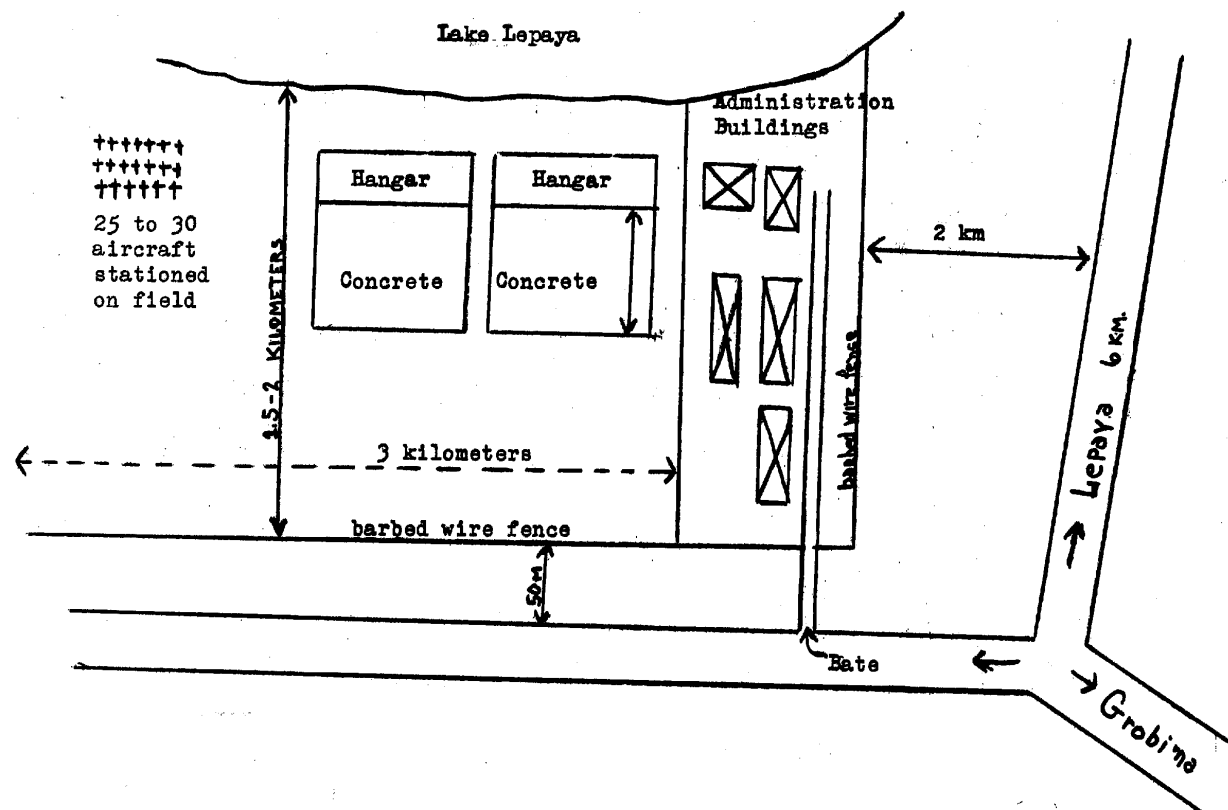 Lake Lepaya
Administration
Buildings
Hangar
Hangar
25 to 30
aircraft
stationed
on field
Concrete
Concrete
1.5-2 KILOMETERS
2 km
barbed wire fence
3 kilometers
barbed wire fence
50M
Bate
Lepaya 6 KM.
Grobina